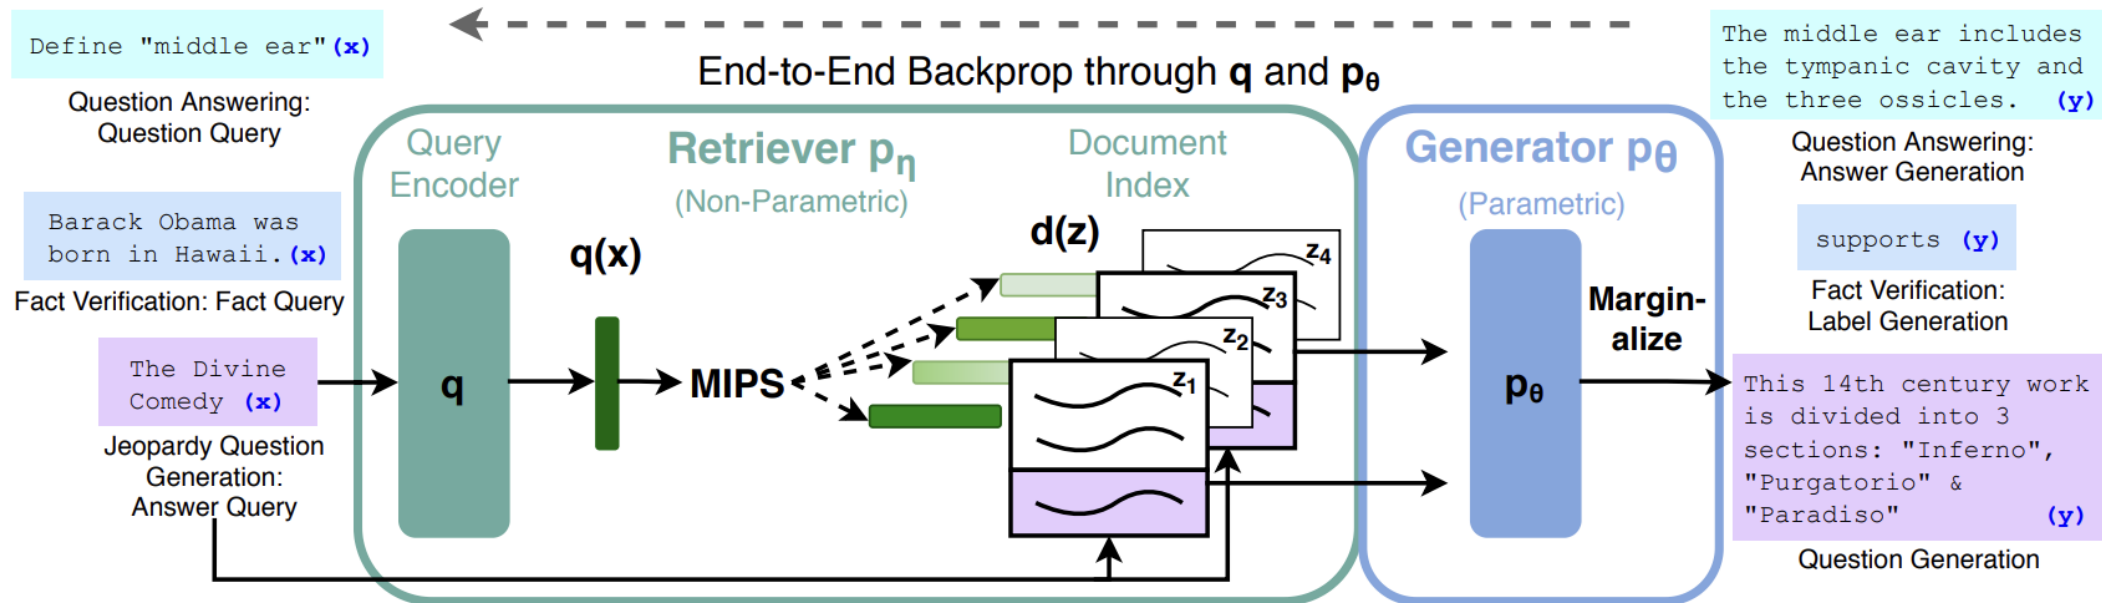 Define "middle ear" (x)
Question Answering:
Question Query
Barack Obama was
born in Hawaii. (x)
Fact Verification: Fact Query
The Divine
Comedy (x)
Jeopardy Question
Generation:
Answer Query
End-to-End Backprop through q and pθ
Query
Encoder
Retriever pη
(Non-Parametric)
Document
Index
q
q(x)
MIPS
d(z)
z4
z3
z2
z1
Generator pθ
(Parametric)
pθ
Margin-
alize
The middle ear includes
the tympanic cavity and
the three ossicles. (y)
Question Answering:
Answer Generation
supports (y)
Fact Verification:
Label Generation
This 14th century work
is divided into 3
sections: "Inferno",
"Purgatorio" &
"Paradiso" (y)
Question Generation